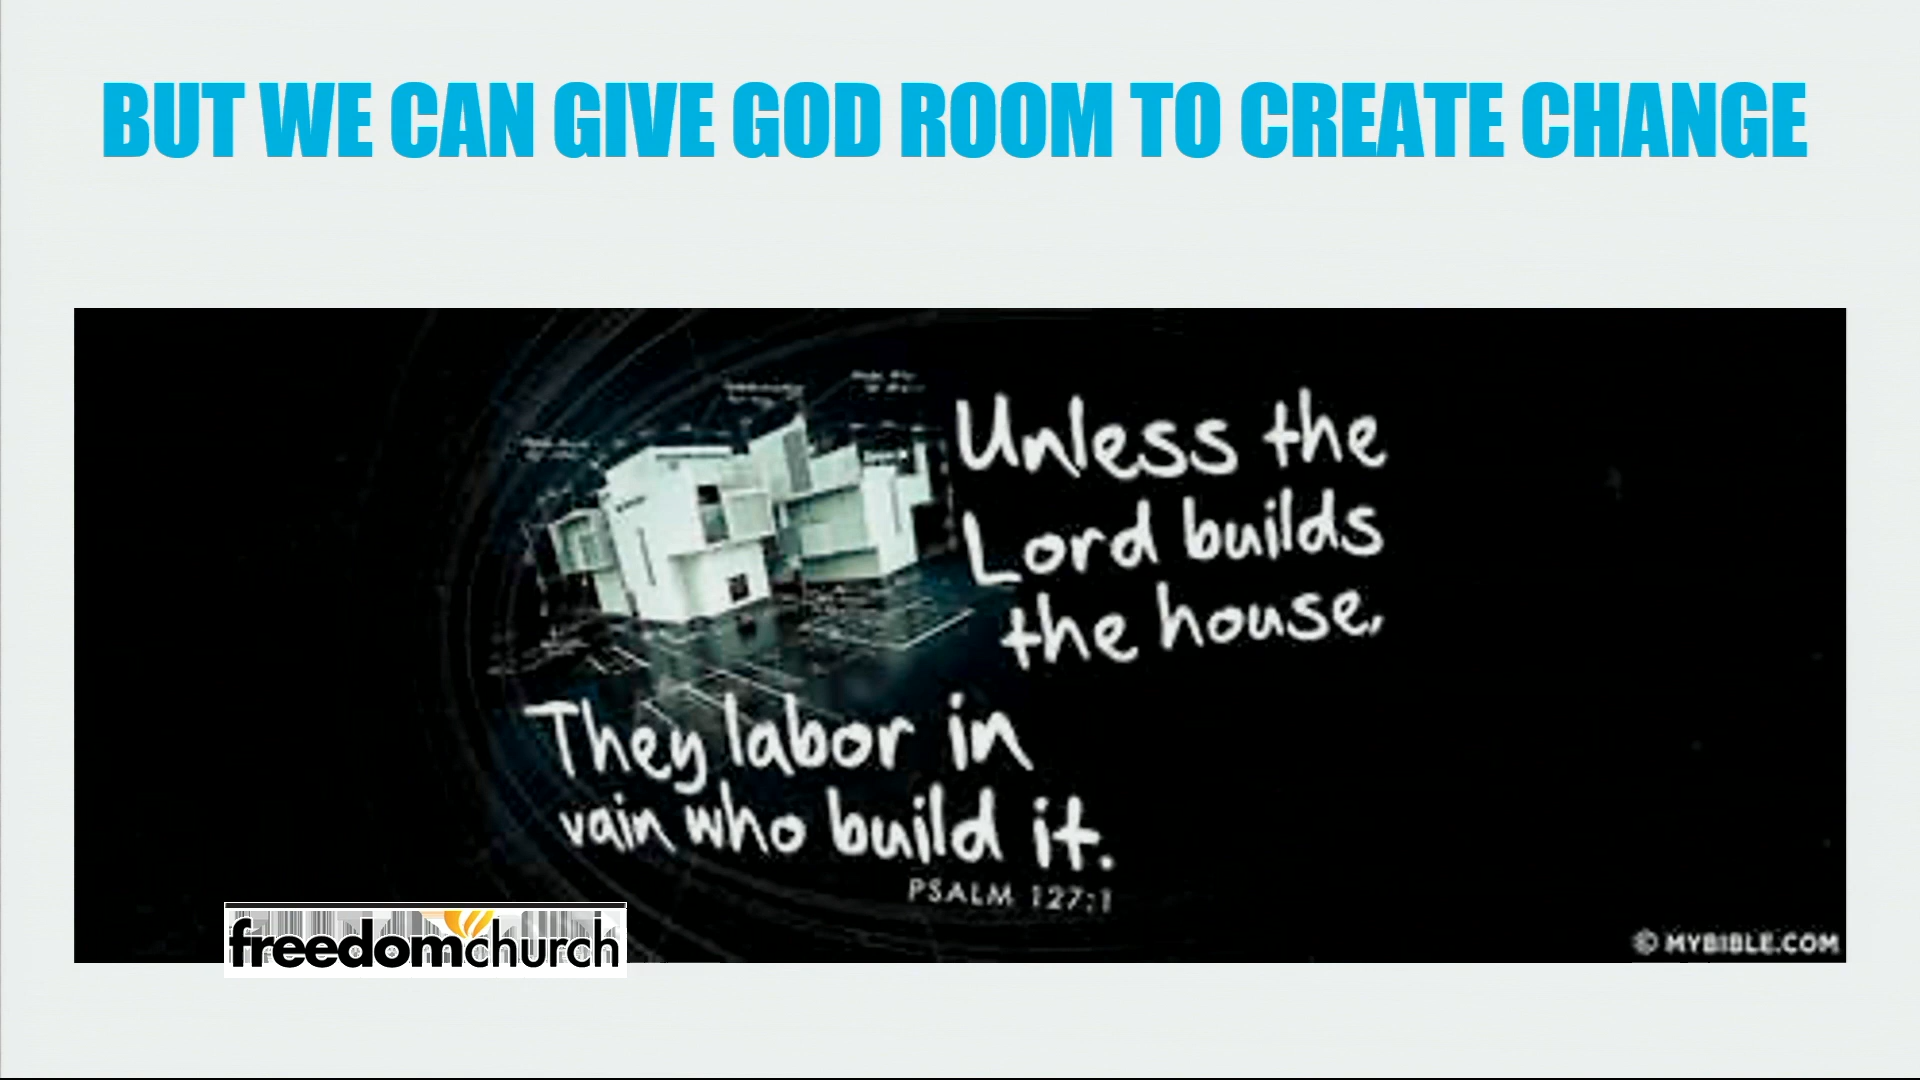 BUT WE CAN GIVE GOD ROOM TO CREATE CHANGE
Unless the
Lord builds
the house,
They labor in
vain who build it.
PSALM 127:1
freedomchurch
© MYBIBLE.COM